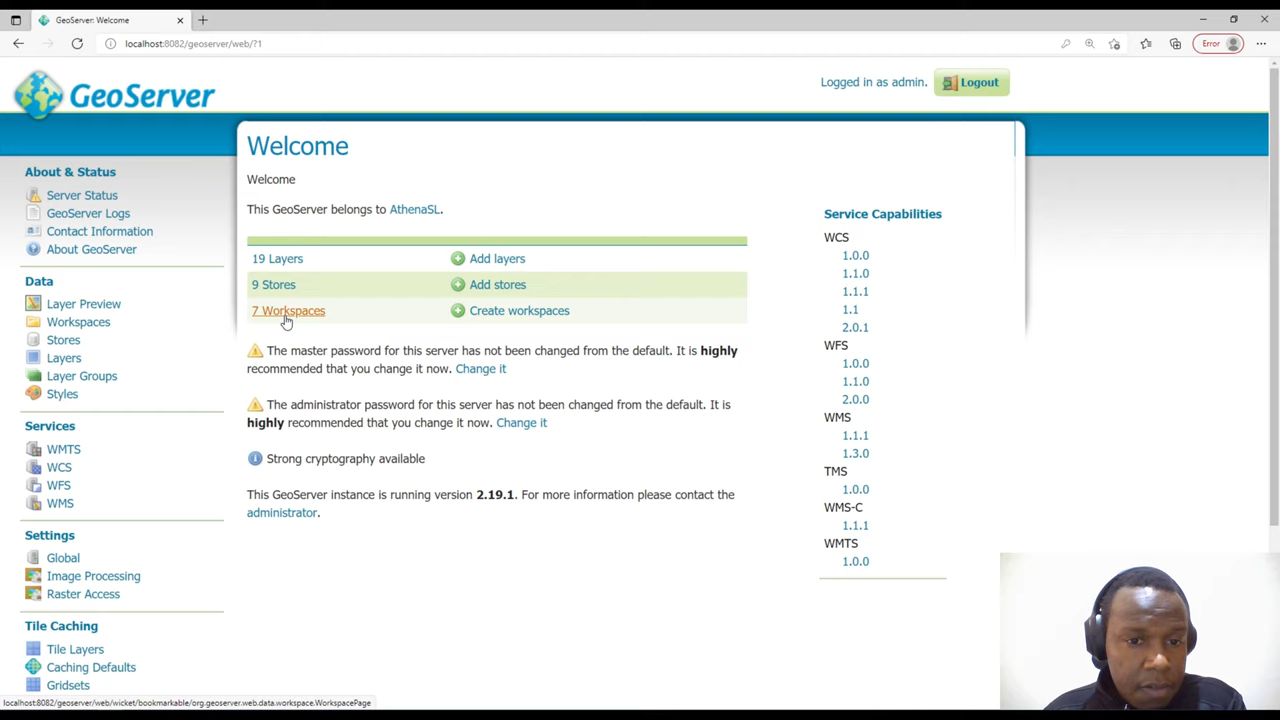 GeoServer: Welcome
localhost:8082/geoserver/web/?1
Error
GeoServer
Logged in as admin.
Logout
About & Status
Server Status
GeoServer Logs
Contact Information
About GeoServer
Data
Layer Preview
Workspaces
Stores
Layers
Layer Groups
Styles
Services
WMTS
WCS
WFS
WMS
Settings
Global
Image Processing
Raster Access
Tile Caching
Tile Layers
Caching Defaults
Gridsets
Welcome
Welcome
This GeoServer belongs to AthenaSL.
19 Layers
Add layers
9 Stores
Add stores
7 Workspaces
Create workspaces
The master password for this server has not been changed from the default. It is highly
recommended that you change it now. Change it
The administrator password for this server has not been changed from the default. It is
highly recommended that you change it now. Change it
Strong cryptography available
This GeoServer instance is running version 2.19.1. For more information please contact the
administrator.
Service Capabilities
WCS
1.0.0
1.1.0
1.1.1
1.1
2.0.1
WFS
1.0.0
1.1.0
2.0.0
WMS
1.1.1
1.3.0
TMS
1.0.0
WMS-C
1.1.1
WMTS
1.0.0
localhost:8082/geoserver/web/wicket/bookmarkable/org.geoserver.web.data.workspace.WorkspacePage